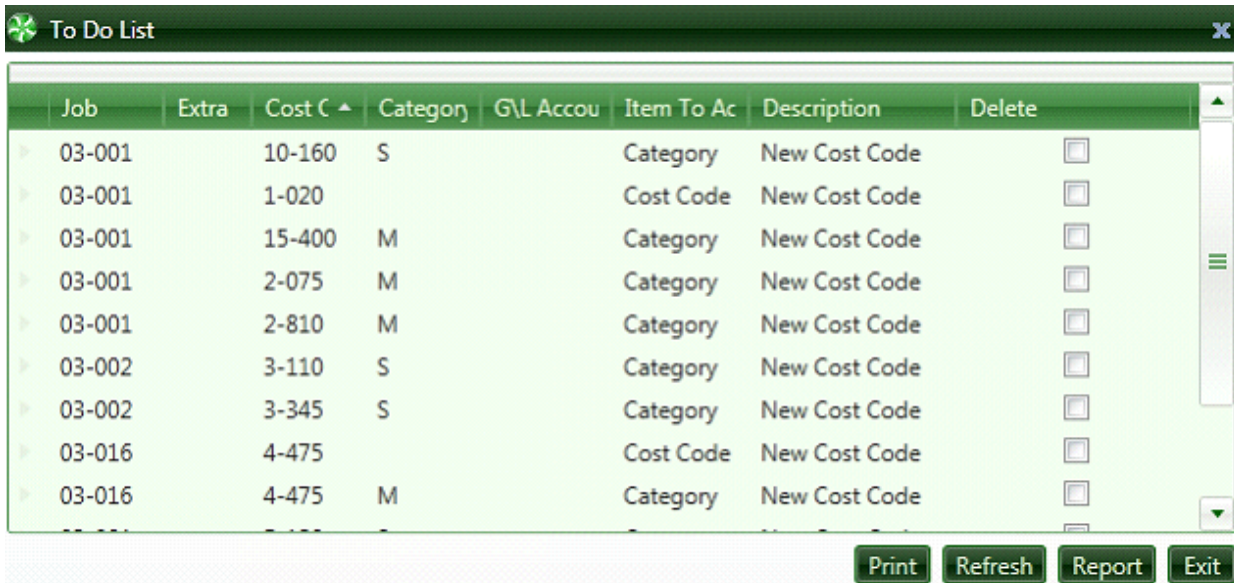 To Do List
Job Extra Cost C Category G\L Accou Item To Ac Description Delete
03-001 10-160 S Category New Cost Code
03-001 1-020 Cost Code New Cost Code
03-001 15-400 M Category New Cost Code
03-001 2-075 M Category New Cost Code
03-001 2-810 M Category New Cost Code
03-002 3-110 S Category New Cost Code
03-002 3-345 S Category New Cost Code
03-016 4-475 Cost Code New Cost Code
03-016 4-475 M Category New Cost Code
Print Refresh Report Exit